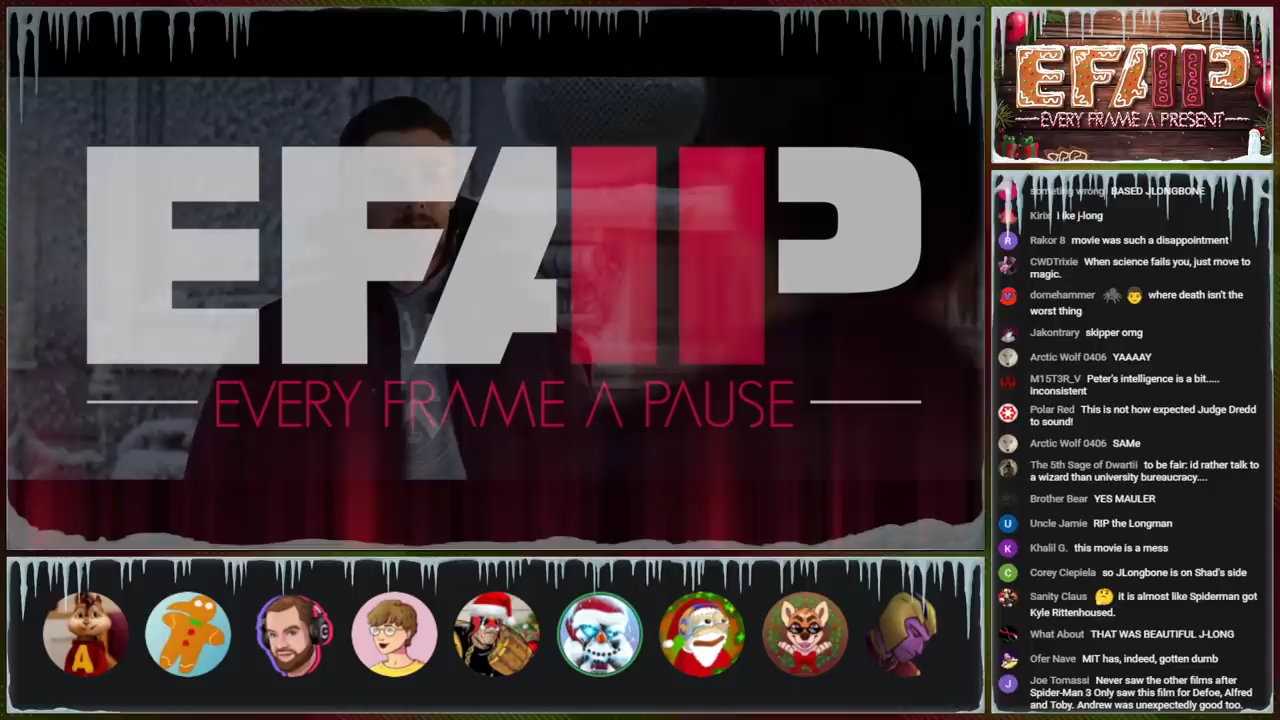 EFAP
EVERY FRAME A PAUSE
EFAP
EVERY FRAME A PRESENT
someting wrong BASED JLONGBONE
Kirix i ike j-long
R
Rakor 8 movie was such a disappointment
CWDTrixie When science fails you, just move to
magic.
domehammer 🕷️ 👨 where death isn't the
worst thing
Jakontrary skipper omg
Arctic Wolf 0406 YAAAAY
M15T3R_V Peter's intelligence is a bit.....
Inconsistent
Polar Red This is not how expected Judge Dredd
to sound!
Arctic Wolf 0406 SAMe
The 5th Sage of Dwartii to be fair: id rather talk to
a wizard than university bureaucracy....
Brother Bear YES MAULER
U
Uncle Jamie RIP the Longman
K
Khalil G. this movie is a mess
C
Corey Ciepiela so JLongbone is on Shad's side
Sanity Claus 🤔 it is almost like Spiderman got
Kyle Rittenhoused.
What About THAT WAS BEAUTIFUL J-LONG
Ofer Nave MIT has, indeed, gotten dumb
J
Joe Tomassi Never saw the other films after
Spider-Man 3 Only saw this film for Defoe, Alfred
and Toby. Andrew was unexpectedly good too.
A